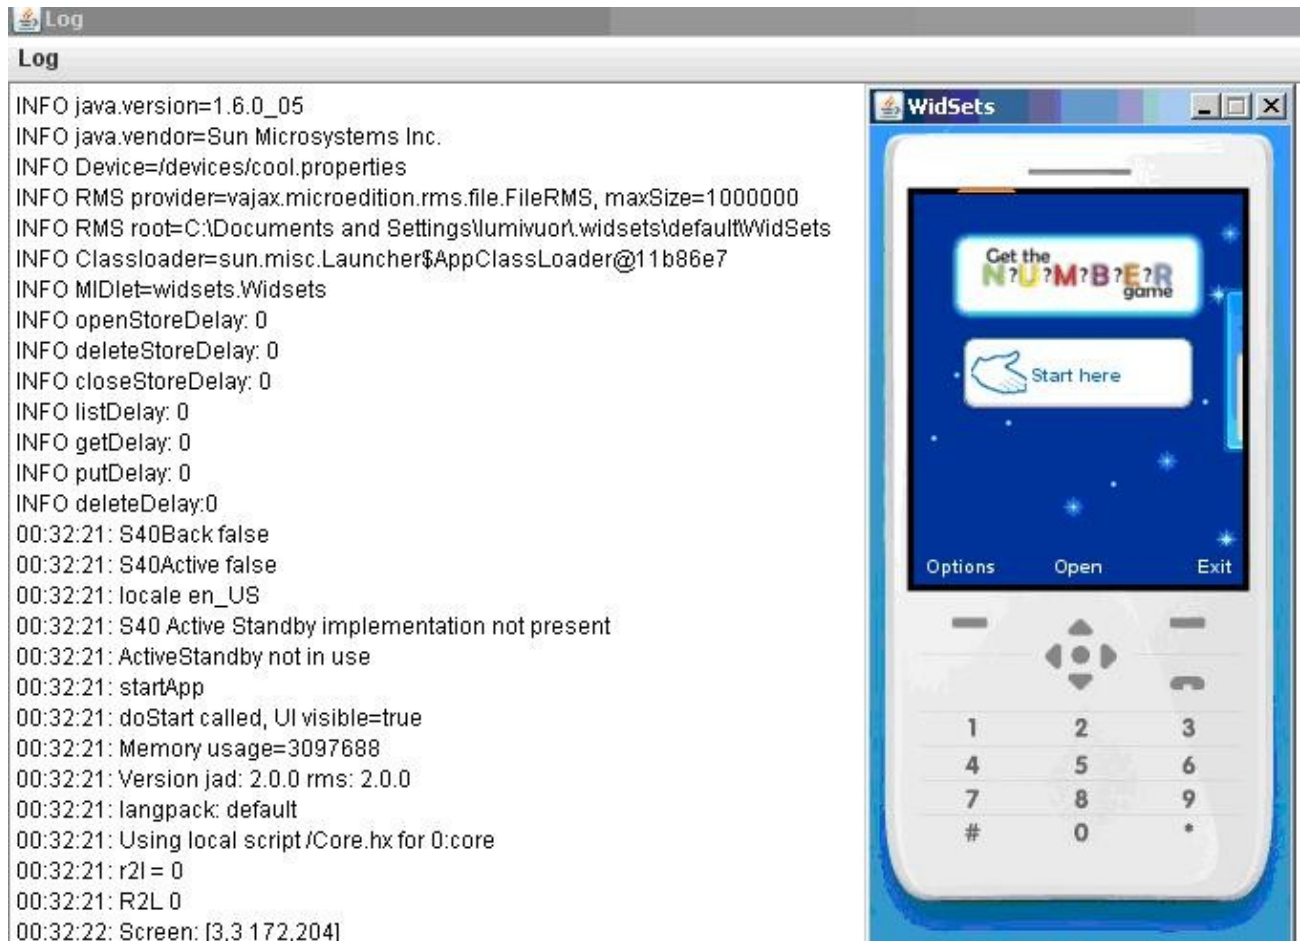 Log
Log
INFO java.version=1.6.0_05
INFO java.vendor=Sun Microsystems Inc.
INFO Device=/devices/cool.properties
INFO RMS provider=vajax.microedition.rms.file.FileRMS, maxSize=1000000
INFO RMS root=C:\Documents and Settings\lumivuor\.widsets\default\WidSets
INFO Classloader=sun.misc.Launcher$AppClassLoader@11b86e7
INFO MIDlet=widsets.Widsets
INFO openStoreDelay: 0
INFO deleteStoreDelay: 0
INFO closeStoreDelay: 0
INFO listDelay: 0
INFO getDelay: 0
INFO putDelay: 0
INFO deleteDelay:0
00:32:21: S40Back false
00:32:21: S40Active false
00:32:21: locale en_US
00:32:21: S40 Active Standby implementation not present
00:32:21: ActiveStandby not in use
00:32:21: startApp
00:32:21: doStart called, UI visible=true
00:32:21: Memory usage=3097688
00:32:21: Version jad: 2.0.0 rms: 2.0.0
00:32:21: langpack: default
00:32:21: Using local script /Core.hx for 0:core
00:32:21: r2l = 0
00:32:21: R2L 0
00:32:22: Screen: [3,3 172,204]
WidSets
Get the
N?U?M?B?E?R
game
Start here
Options Open Exit
1 2 3
4 5 6
7 8 9
# 0 *